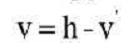 v = h - v'